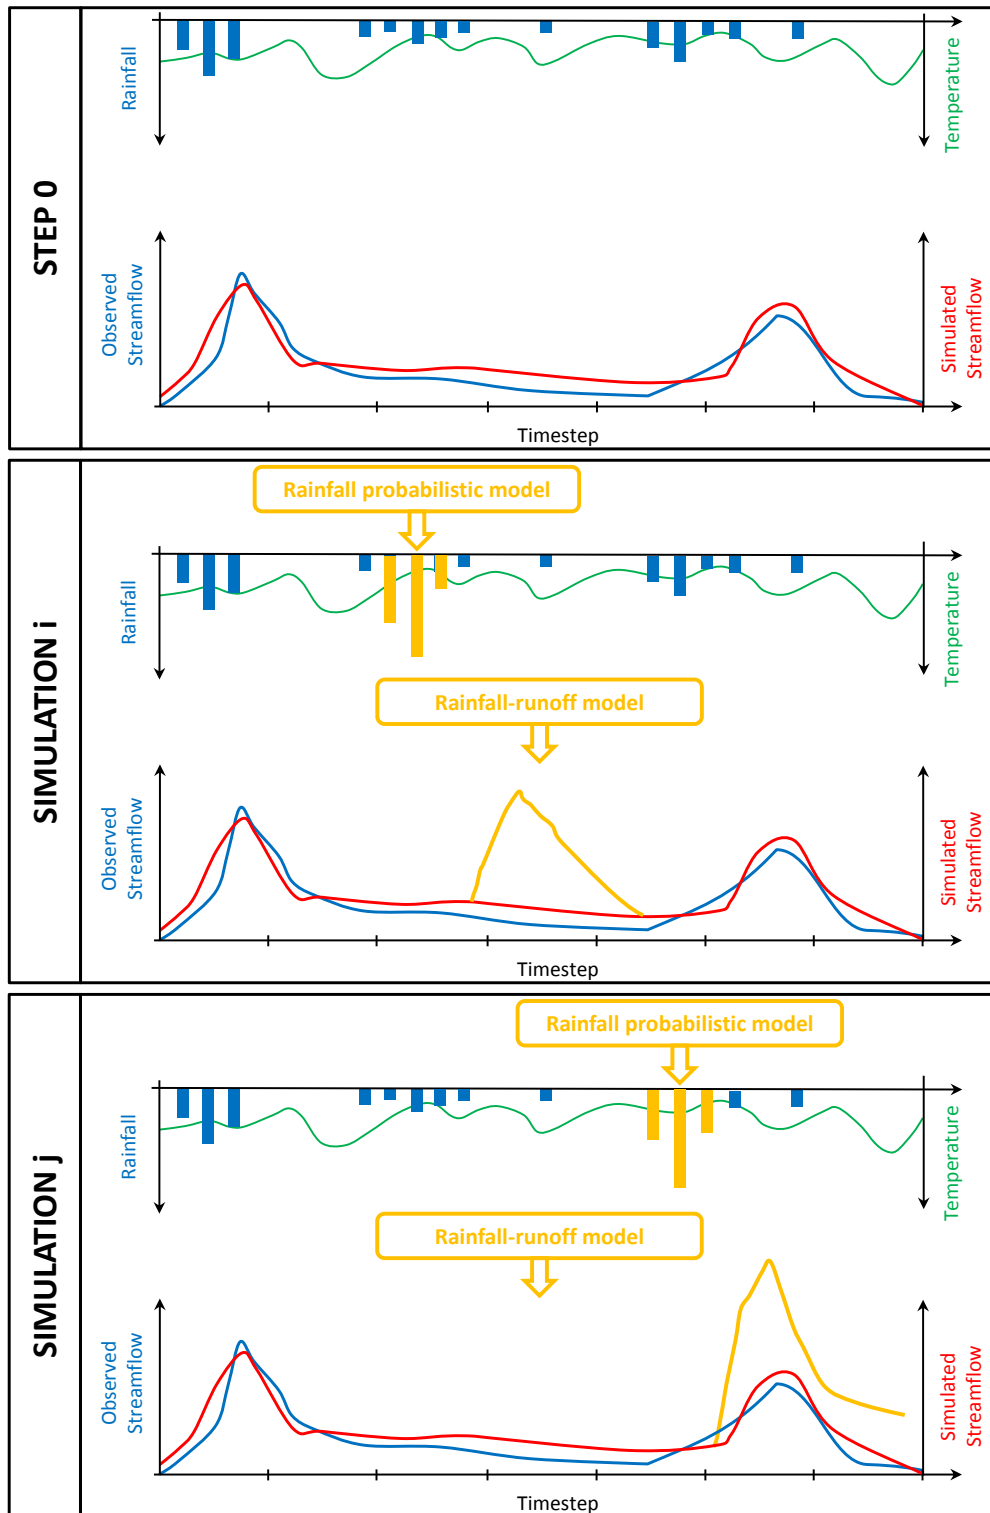 STEP 0
Rainfall
Temperature
Observed
Streamflow
Simulated
Streamflow
Timestep
SIMULATION i
Rainfall probabilistic model
Rainfall
Temperature
Rainfall-runoff model
Observed
Streamflow
Simulated
Streamflow
Timestep
SIMULATION j
Rainfall probabilistic model
Rainfall
Temperature
Rainfall-runoff model
Observed
Streamflow
Simulated
Streamflow
Timestep